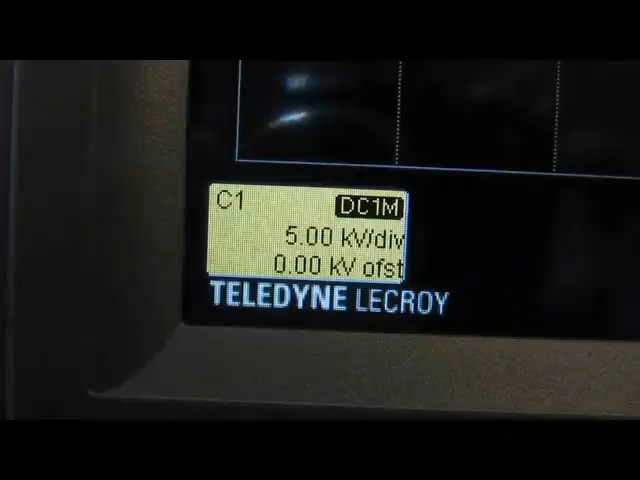 C1 DC1M
5.00 kV/div
0.00 kV ofst
TELEDYNE LECROY